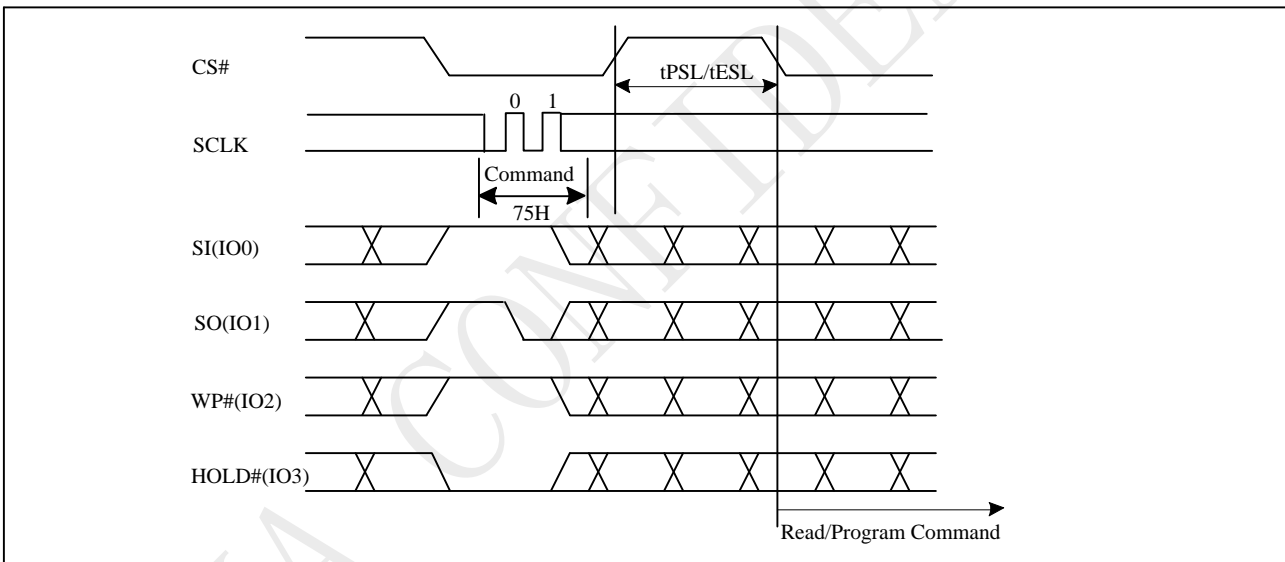 CS#
tPSL/tESL
0 1
SCLK
Command
75H
SI(IO0)
SO(IO1)
WP#(IO2)
HOLD#(IO3)
Read/Program Command
CONFIDE